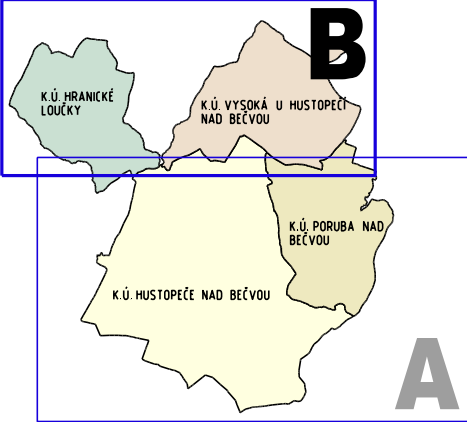 B
K.Ú. HRANICKÉ
LOUČKY
K.Ú. VYSOKÁ U HUSTOPEČÍ
NAD BEČVOU
K.Ú. PORUBA NAD
BEČVOU
K.Ú. HUSTOPEČE NAD BEČVOU
A